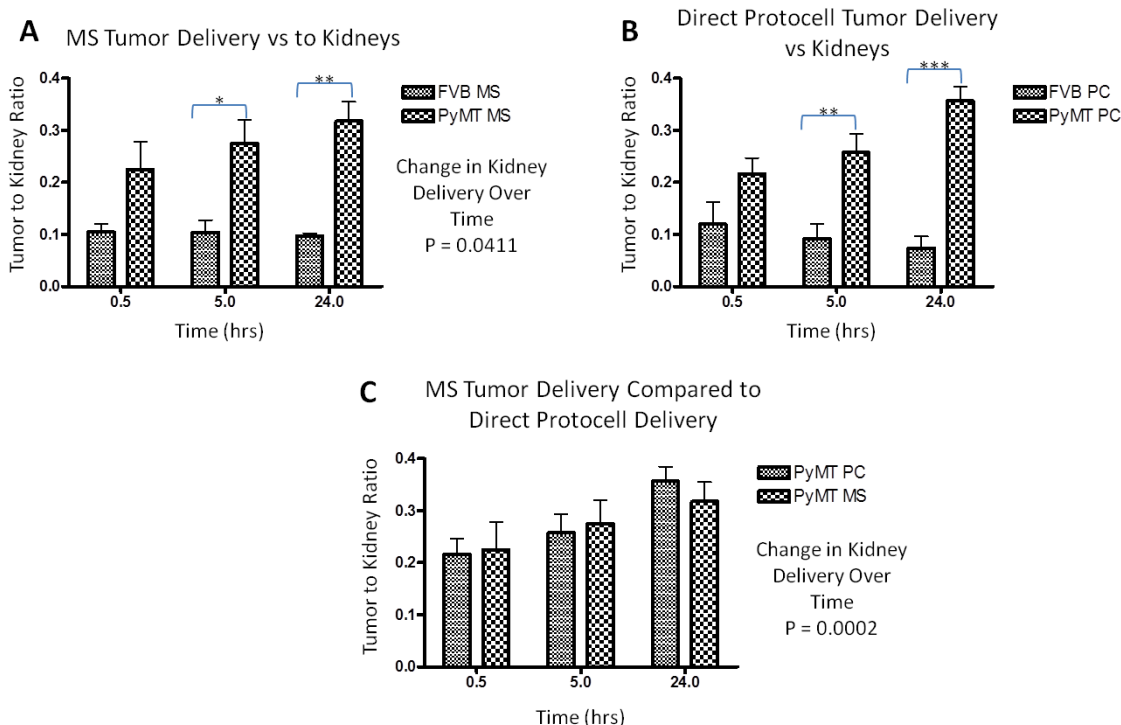 A
MS Tumor Delivery vs to Kidneys
Tumor to Kidney Ratio
0.4
0.3
0.2
0.1
0.0
*
**
0.5
5.0
24.0
Time (hrs)
FVB MS
PyMT MS
Change in Kidney
Delivery Over
Time
P = 0.0411
B
Direct Protocell Tumor Delivery
vs Kidneys
Tumor to Kidney Ratio
0.4
0.3
0.2
0.1
0.0
**
***
0.5
5.0
24.0
Time (hrs)
FVB PC
PyMT PC
C
MS Tumor Delivery Compared to
Direct Protocell Delivery
Tumor to Kidney Ratio
0.4
0.3
0.2
0.1
0.0
0.5
5.0
24.0
Time (hrs)
PyMT PC
PyMT MS
Change in Kidney
Delivery Over
Time
P = 0.0002